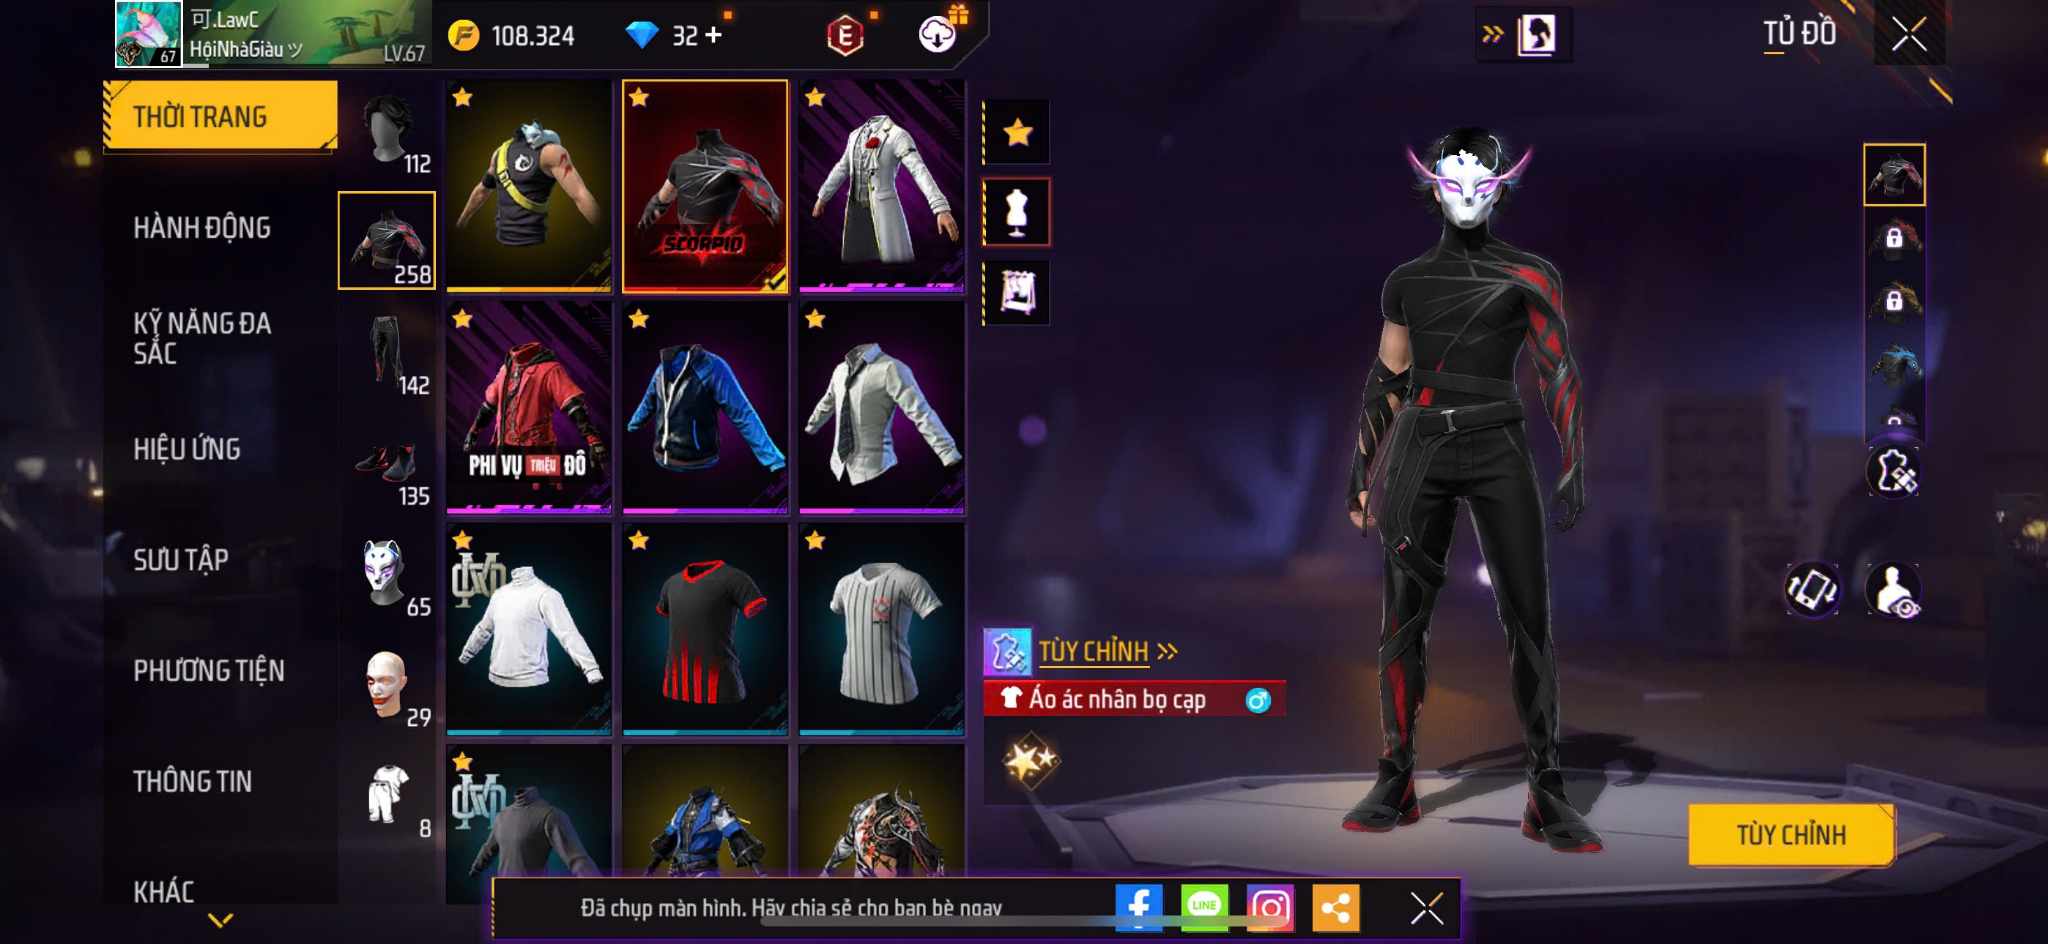 可.LawC
HộiNhàGiàu ツ
67
LV.67
108.324
32 +
E
TỦ ĐỒ
THỜI TRANG
HÀNH ĐỘNG
KỸ NĂNG ĐA
SẮC
HIỆU ỨNG
SƯU TẬP
PHƯƠNG TIỆN
THÔNG TIN
KHÁC
112
258
142
135
65
29
8
SCORPIO
PHI VỤ TRIỆU ĐÔ
TÙY CHỈNH
Áo ác nhân bọ cạp
TÙY CHỈNH
Đã chụp màn hình. Hãy chia sẻ cho bạn bè ngay
LINE